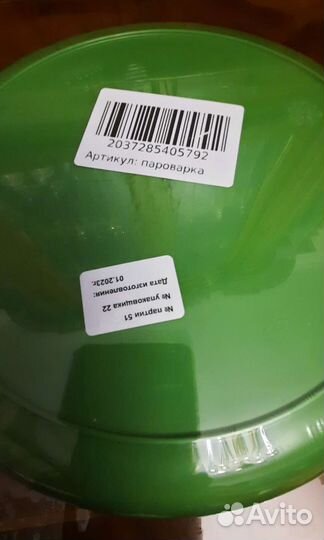 2037285405792
Артикул: пароварка
№ партии 51
№ упаковщика 22
Дата изготовления:
01.2023г.
Avito